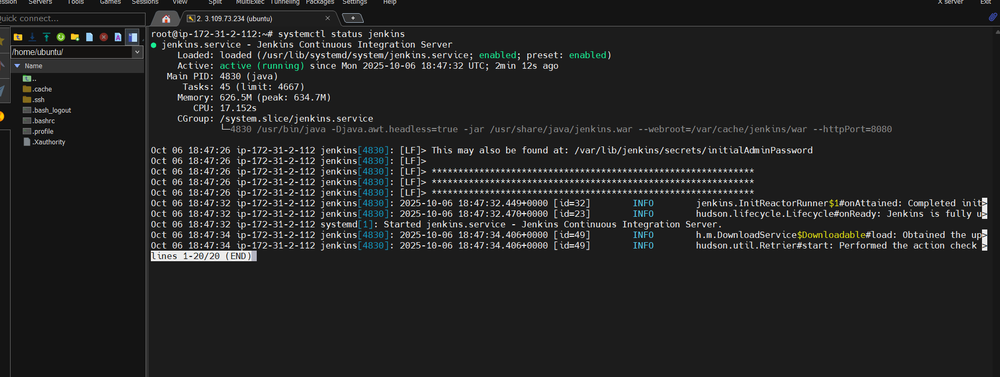 Servers Tools Games Sessions View Split MultiExec Tunneling Packages Settings Help X server Exit
Quick connect...
2. 3.109.73.234 (ubuntu)
/home/ubuntu/
Name
..
.cache
.ssh
.bash_logout
.bashrc
.profile
.Xauthority
root@ip-172-31-2-112:~# systemctl status jenkins
● jenkins.service - Jenkins Continuous Integration Server
Loaded: loaded (/usr/lib/systemd/system/jenkins.service; enabled; preset: enabled)
Active: active (running) since Mon 2025-10-06 18:47:32 UTC; 2min 12s ago
Main PID: 4830 (java)
Tasks: 45 (limit: 4667)
Memory: 626.5M (peak: 634.7M)
CPU: 17.152s
CGroup: /system.slice/jenkins.service
└─4830 /usr/bin/java -Djava.awt.headless=true -jar /usr/share/java/jenkins.war --webroot=/var/cache/jenkins/war --httpPort=8080
Oct 06 18:47:26 ip-172-31-2-112 jenkins[4830]: [LF]> This may also be found at: /var/lib/jenkins/secrets/initialAdminPassword
Oct 06 18:47:26 ip-172-31-2-112 jenkins[4830]: [LF]>
Oct 06 18:47:26 ip-172-31-2-112 jenkins[4830]: [LF]> *************************************************************
Oct 06 18:47:26 ip-172-31-2-112 jenkins[4830]: [LF]> *************************************************************
Oct 06 18:47:26 ip-172-31-2-112 jenkins[4830]: [LF]> *************************************************************
Oct 06 18:47:32 ip-172-31-2-112 jenkins[4830]: 2025-10-06 18:47:32.449+0000 [id=32] INFO jenkins.InitReactorRunner$1#onAttained: Completed init>
Oct 06 18:47:32 ip-172-31-2-112 jenkins[4830]: 2025-10-06 18:47:32.470+0000 [id=23] INFO hudson.lifecycle.Lifecycle#onReady: Jenkins is fully u>
Oct 06 18:47:32 ip-172-31-2-112 systemd[1]: Started jenkins.service - Jenkins Continuous Integration Server.
Oct 06 18:47:34 ip-172-31-2-112 jenkins[4830]: 2025-10-06 18:47:34.406+0000 [id=49] INFO h.m.DownloadService$Downloadable#load: Obtained the up>
Oct 06 18:47:34 ip-172-31-2-112 jenkins[4830]: 2025-10-06 18:47:34.406+0000 [id=49] INFO hudson.util.Retrier#start: Performed the action check >
lines 1-20/20 (END)